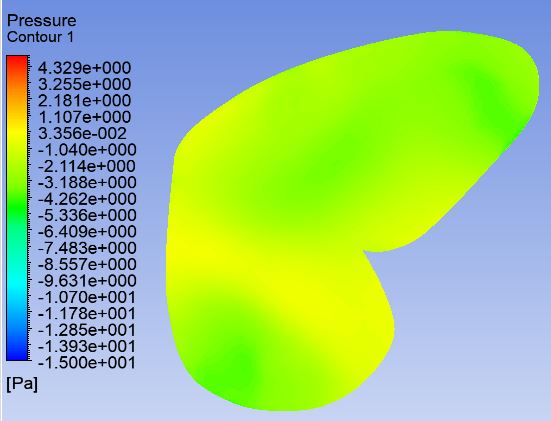 Pressure
Contour 1
4.329e+000
3.255e+000
2.181e+000
1.107e+000
3.356e-002
-1.040e+000
-2.114e+000
-3.188e+000
-4.262e+000
-5.336e+000
-6.409e+000
-7.483e+000
-8.557e+000
-9.631e+000
-1.070e+001
-1.178e+001
-1.285e+001
-1.393e+001
-1.500e+001
[Pa]